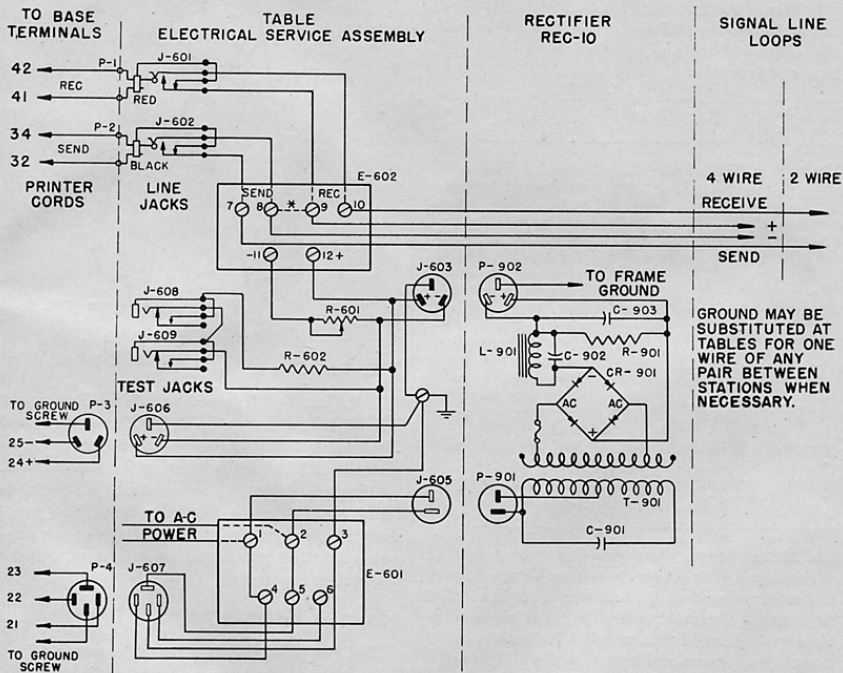 TO BASE
TERMINALS
TABLE
ELECTRICAL SERVICE ASSEMBLY
RECTIFIER
REC-10
SIGNAL LINE
LOOPS
42
P-1
J-601
REC
41
RED
34
P-2
J-602
SEND
32
BLACK
PRINTER
CORDS
LINE
JACKS
E-602
SEND
REC
7
8
*
9
10
-11
12+
4 WIRE
2 WIRE
RECEIVE
+
-
SEND
J-608
J-609
TEST JACKS
R-601
R-602
J-603
+ -
P-902
+ -
TO FRAME
GROUND
C-903
L-901
C-902
R-901
CR-901
-
AC
AC
+
GROUND MAY BE
SUBSTITUTED AT
TABLES FOR ONE
WIRE OF ANY
PAIR BETWEEN
STATIONS WHEN
NECESSARY.
TO GROUND
SCREW
P-3
25-
24+
J-606
+ -
J-605
P-901
T-901
C-901
TO A-C
POWER
1
2
3
E-601
4
5
6
23
P-4
J-607
22
21
TO GROUND
SCREW